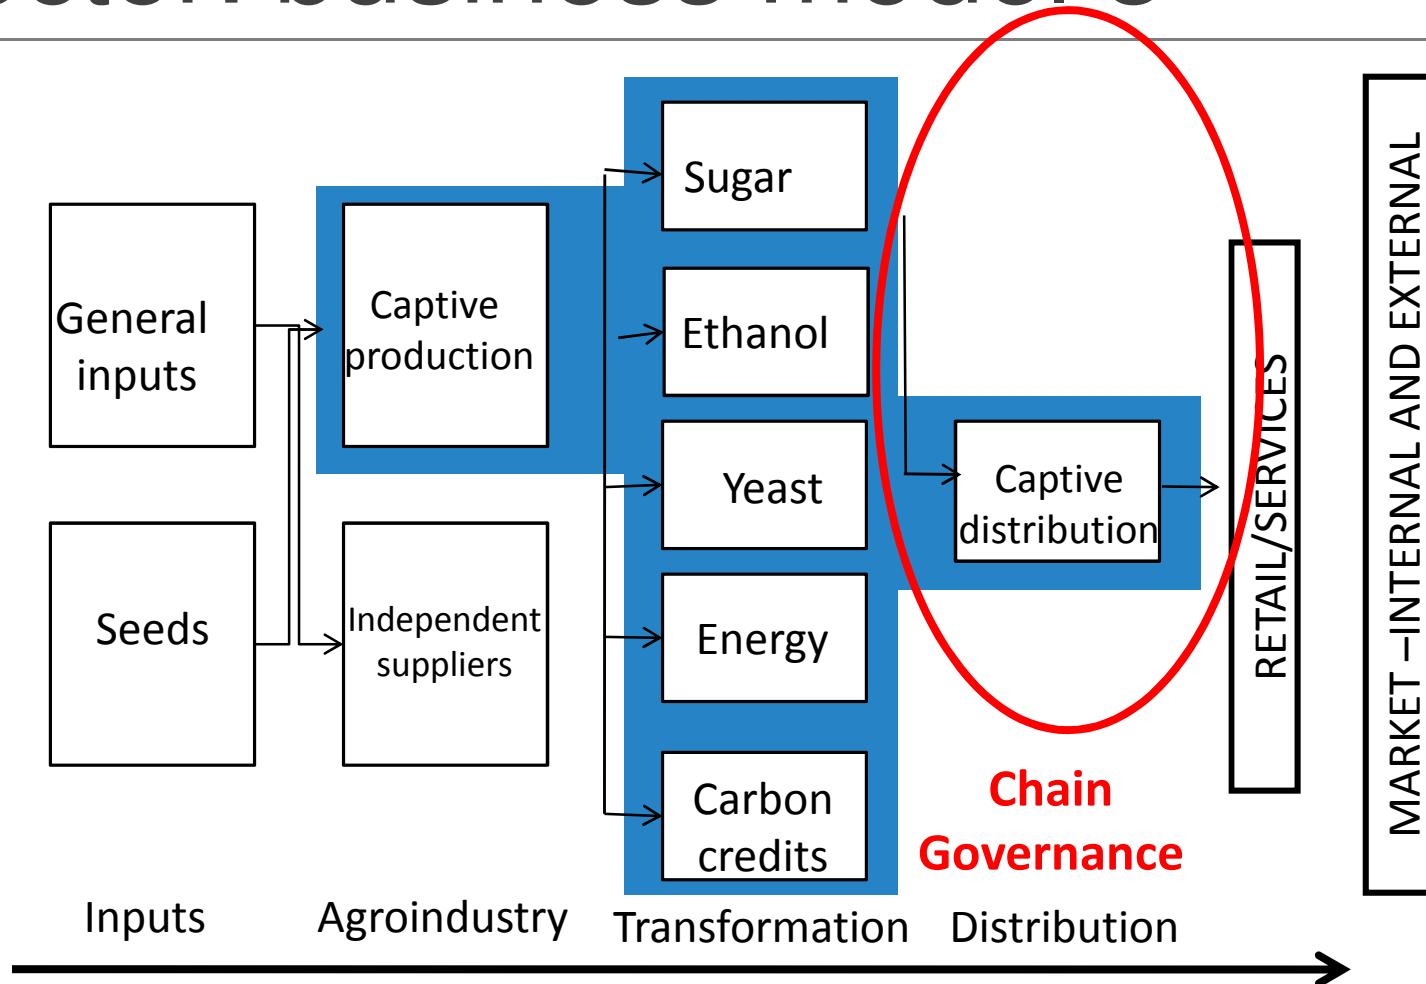 Sugar
General
inputs
Captive
production
Ethanol
Yeast
Captive
distribution
Seeds
Independent
suppliers
Energy
Carbon
credits
RETAIL/SERVICES
MARKET –INTERNAL AND EXTERNAL
Chain
Governance
Inputs
Agroindustry
Transformation
Distribution